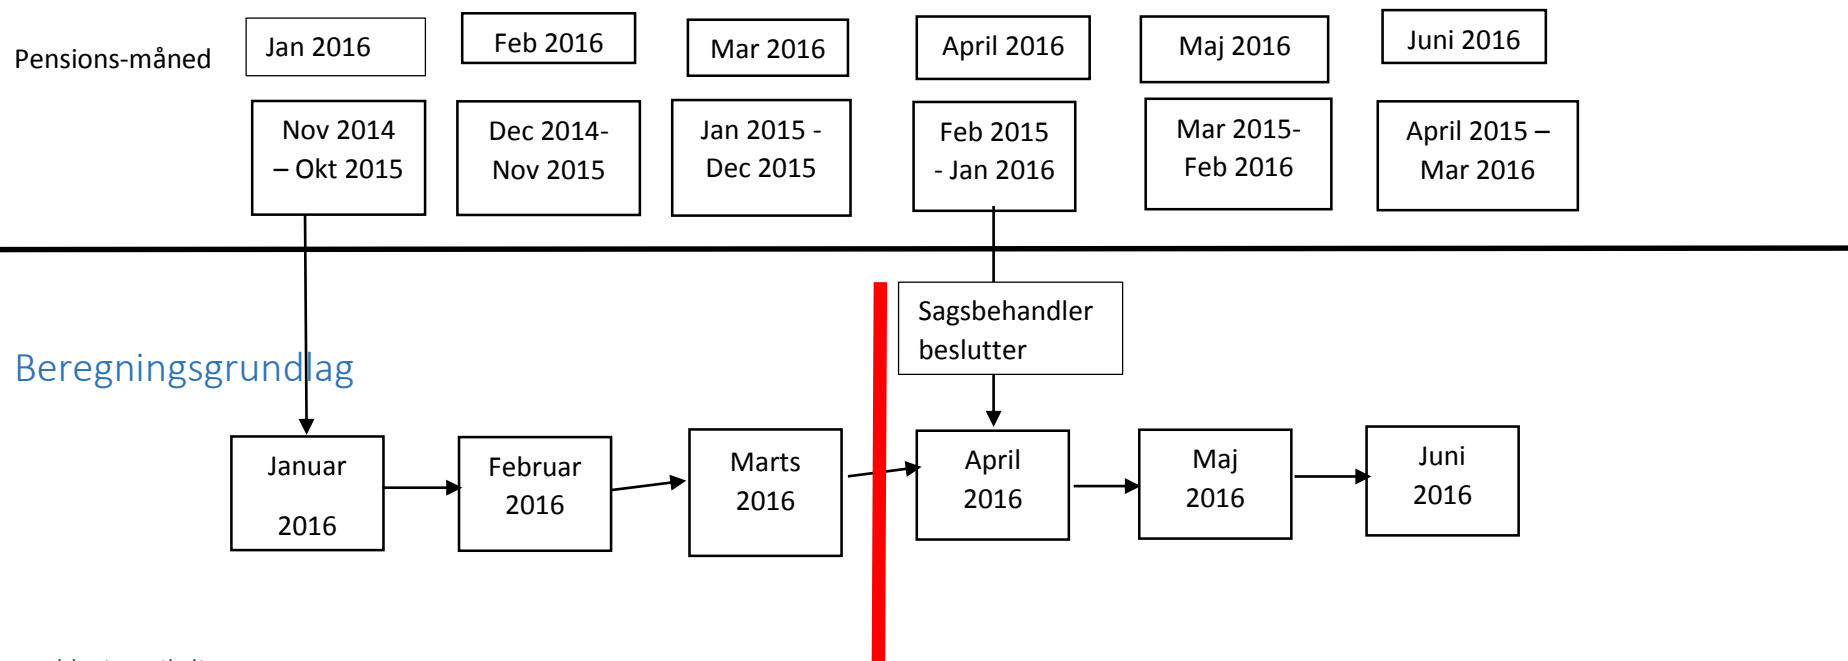 Pensions-måned
Jan 2016
Feb 2016
Mar 2016
April 2016
Maj 2016
Juni 2016
Nov 2014
– Okt 2015
Dec 2014-
Nov 2015
Jan 2015 -
Dec 2015
Feb 2015
- Jan 2016
Mar 2015-
Feb 2016
April 2015 –
Mar 2016
Sagsbehandler
beslutter
Beregningsgrundlag
Januar
2016
Februar
2016
Marts
2016
April
2016
Maj
2016
Juni
2016